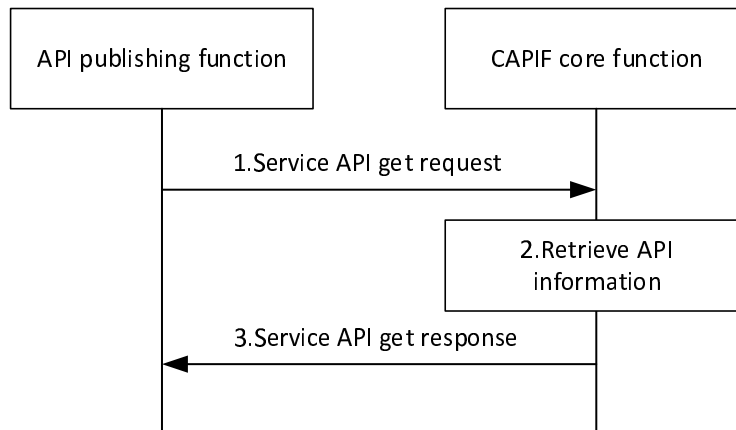 API publishing function
CAPIF core function
1.Service API get request
2.Retrieve API
information
3.Service API get response